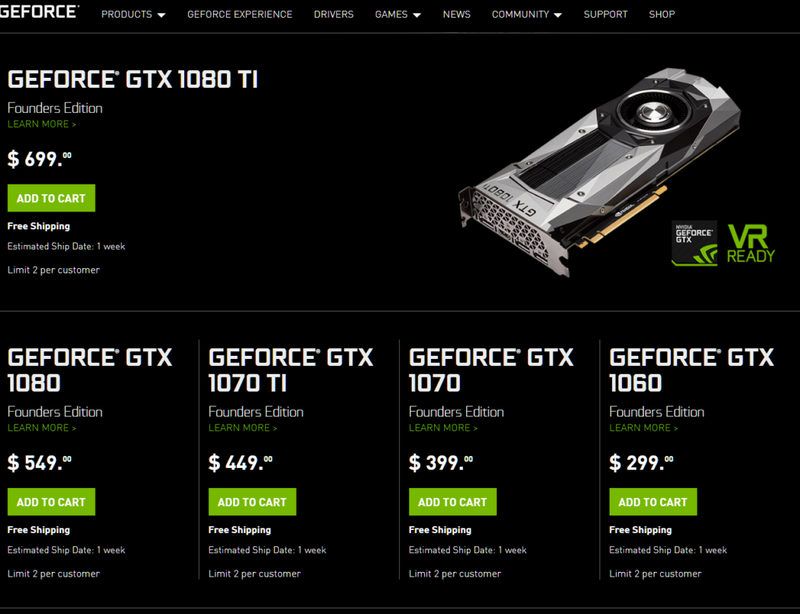 GEFORCE®
PRODUCTS GEFORCE EXPERIENCE DRIVERS GAMES NEWS COMMUNITY SUPPORT SHOP
GEFORCE® GTX 1080 TI
Founders Edition
LEARN MORE >
$ 699.00
ADD TO CART
Free Shipping
Estimated Ship Date: 1 week
Limit 2 per customer
GTX 1080 Ti
NVIDIA
GEFORCE®
GTX
VR
READY
GEFORCE® GTX
1080
Founders Edition
LEARN MORE >
$ 549.00
ADD TO CART
Free Shipping
Estimated Ship Date: 1 week
Limit 2 per customer
GEFORCE® GTX
1070 TI
Founders Edition
LEARN MORE >
$ 449.00
ADD TO CART
Free Shipping
Estimated Ship Date: 1 week
Limit 2 per customer
GEFORCE® GTX
1070
Founders Edition
LEARN MORE >
$ 399.00
ADD TO CART
Free Shipping
Estimated Ship Date: 1 week
Limit 2 per customer
GEFORCE® GTX
1060
Founders Edition
LEARN MORE >
$ 299.00
ADD TO CART
Free Shipping
Estimated Ship Date: 1 week
Limit 2 per customer